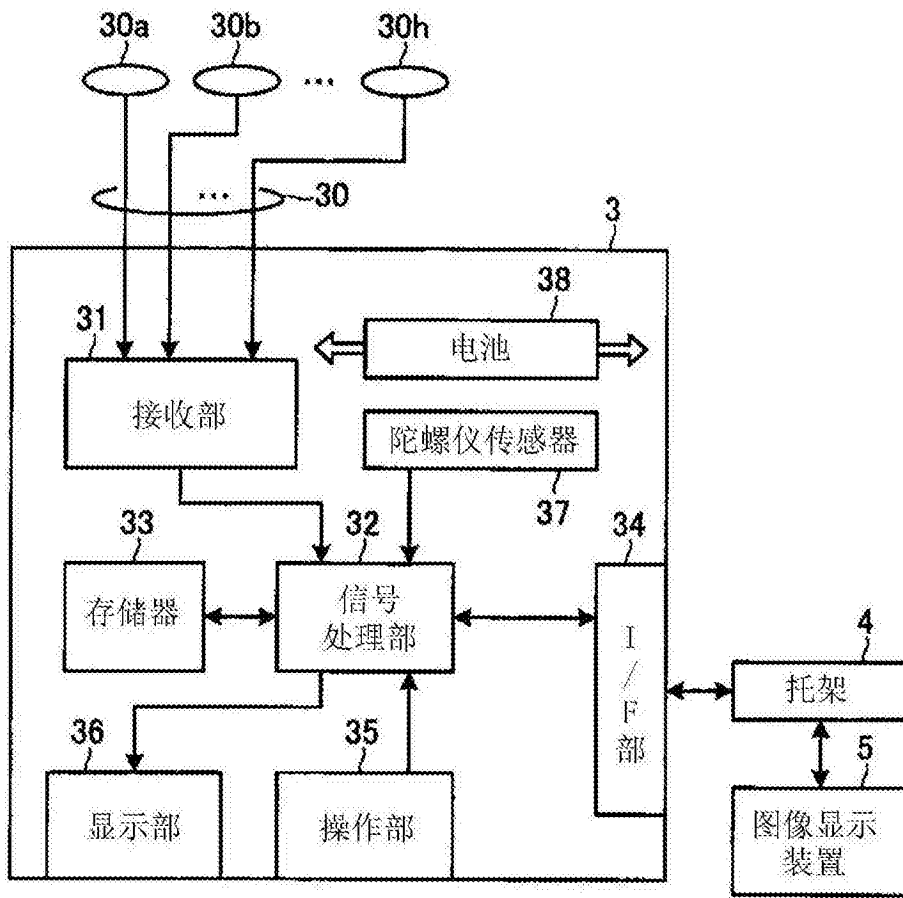 30a 30b 30h
...
... 30
3
38
31
电池
接收部
陀螺仪传感器
37
33 32 34
存储器
信号
处理部
I/F部
4
托架
36 35
5
显示部
操作部
图像显示
装置